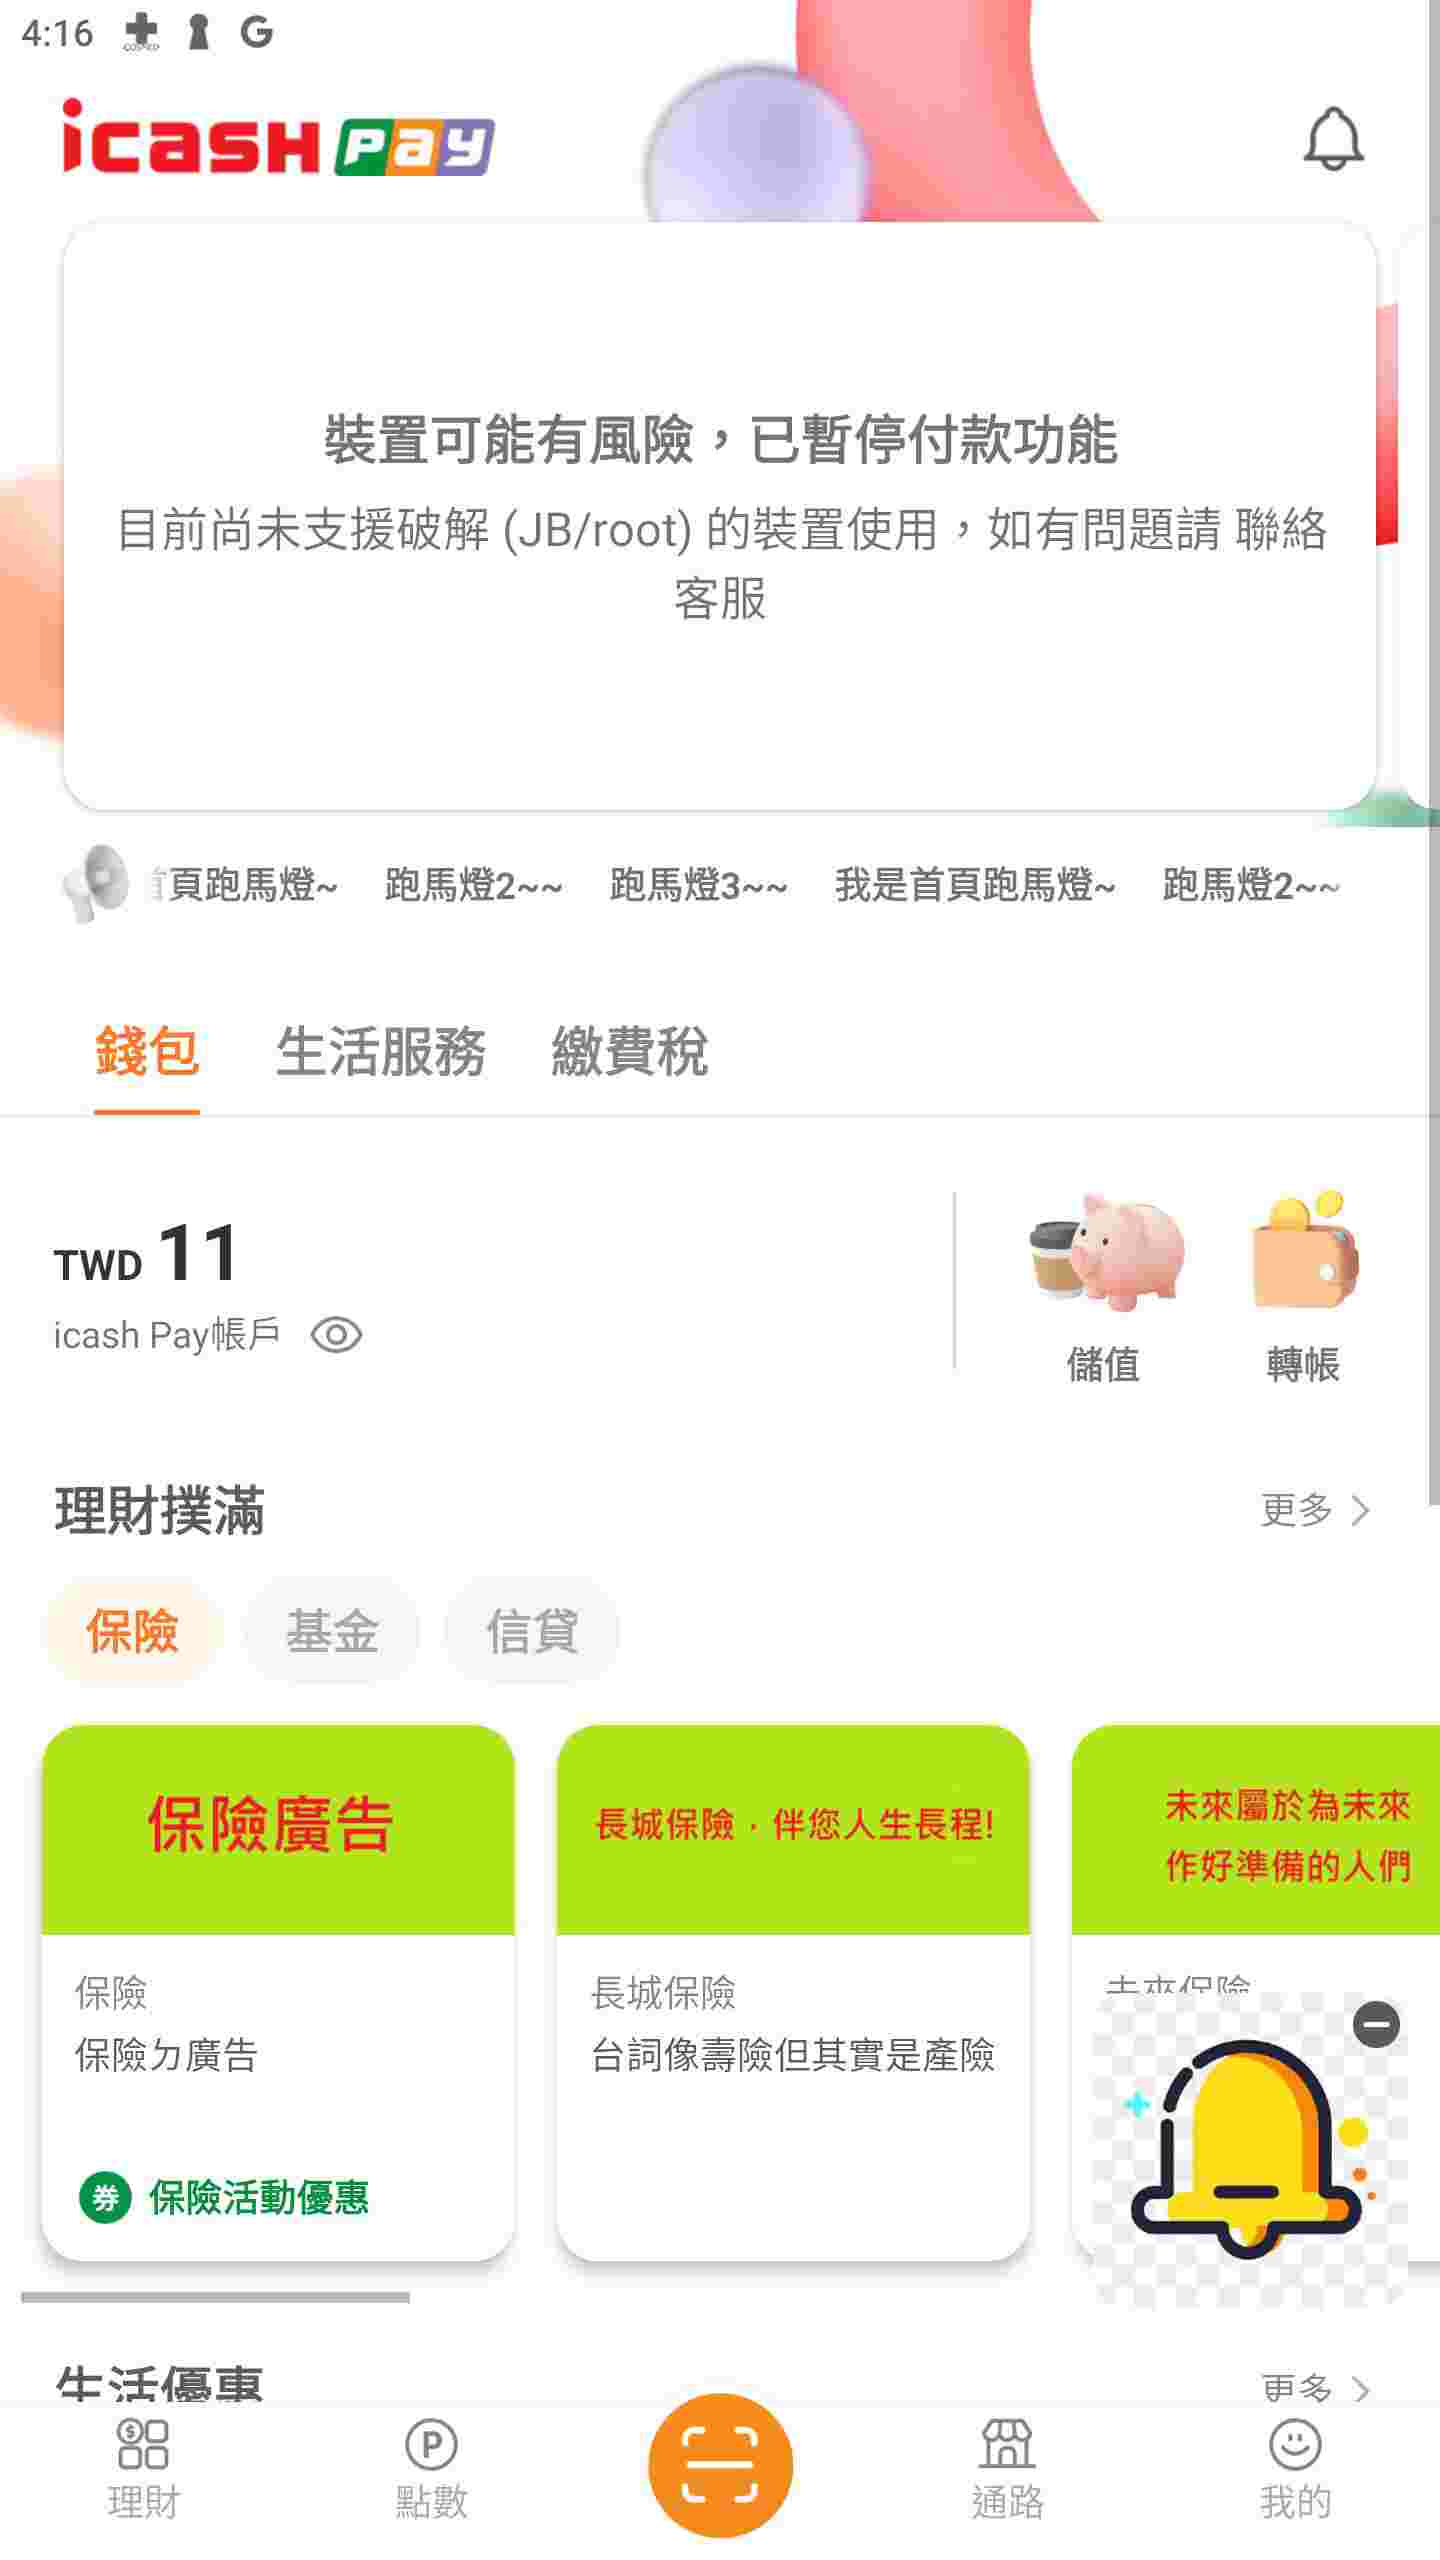 4:16
icash Pay
裝置可能有風險，已暫停付款功能
目前尚未支援破解 (JB/root) 的裝置使用，如有問題請 聯絡
客服
首頁跑馬燈~ 跑馬燈2~~ 跑馬燈3~~ 我是首頁跑馬燈~ 跑馬燈2~~
錢包 生活服務 繳費稅
TWD 11
icash Pay帳戶
儲值 轉帳
理財撲滿 更多
保險 基金 信貸
保險廣告
保險
保險ㄉ廣告
券 保險活動優惠
長城保險．伴您人生長程!
長城保險
台詞像壽險但其實是產險
未來屬於為未來
作好準備的人們
未來保險
生活優惠 更多
理財 點數 通路 我的